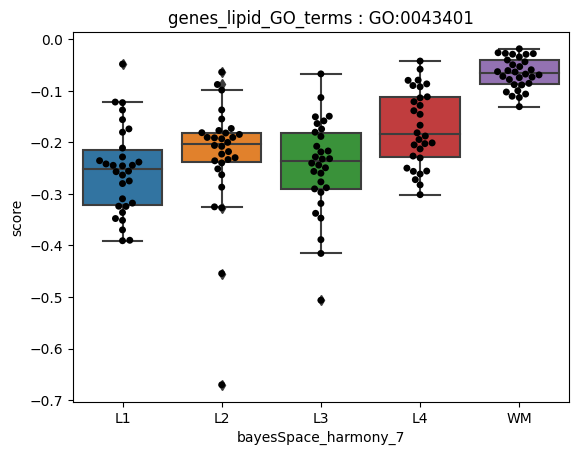 genes_lipid_GO_terms : GO:0043401
0.0
−0.1
−0.2
−0.3
−0.4
−0.5
−0.6
−0.7
score
L1 L2 L3 L4 WM
bayesSpace_harmony_7